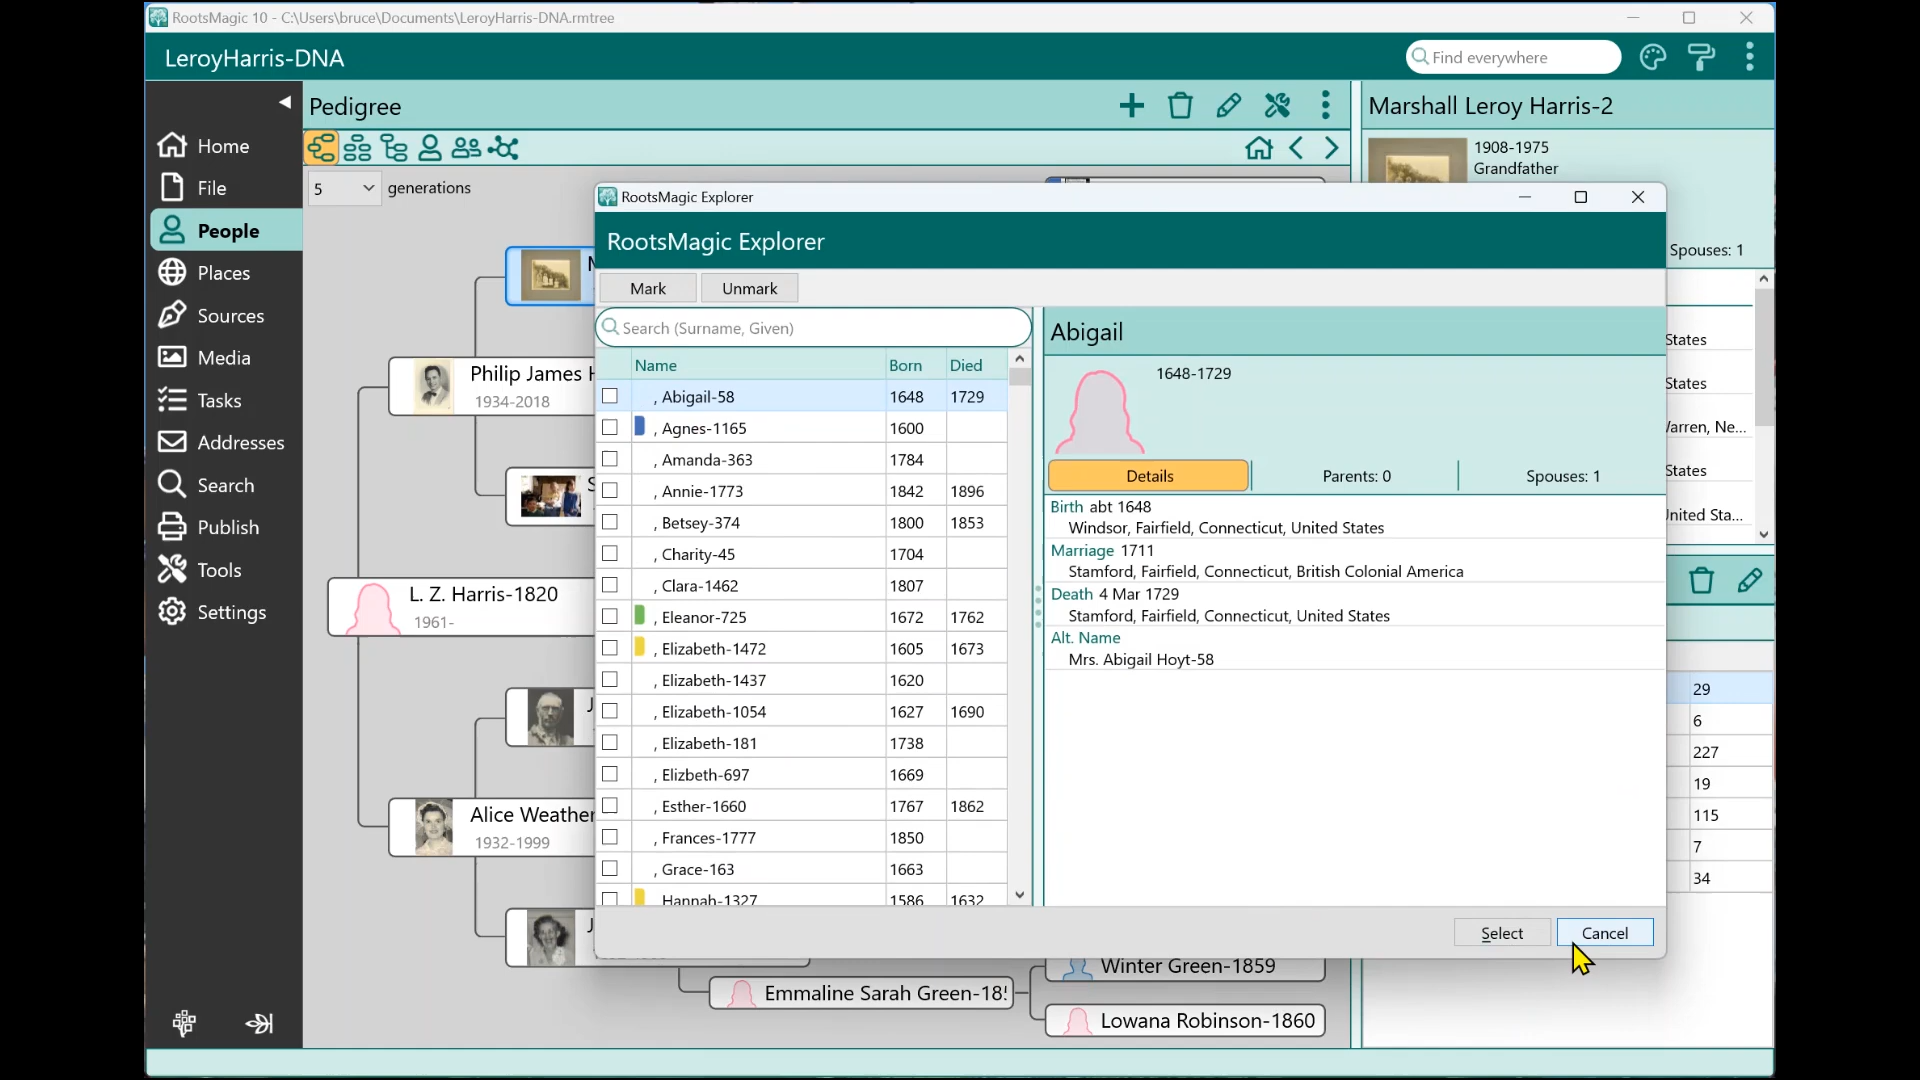 RootsMagic 10 - C:\Users\bruce\Documents\LeroyHarris-DNA.rmtree
LeroyHarris-DNA
Find everywhere
Home
File
People
Places
Sources
Media
Tasks
Addresses
Search
Publish
Tools
Settings
Pedigree
5
generations
Philip James
1934-2018
L. Z. Harris-1820
1961-
Alice Weather
1932-1999
Emmaline Sarah Green-18
Winter Green-1859
Lowana Robinson-1860
Marshall Leroy Harris-2
1908-1975
Grandfather
Spouses: 1
States
States
Varren, Ne...
States
United Sta...
29
6
227
19
115
7
34
RootsMagic Explorer
RootsMagic Explorer
Mark
Unmark
Search (Surname, Given)
Name Born Died
, Abigail-58 1648 1729
, Agnes-1165 1600
, Amanda-363 1784
, Annie-1773 1842 1896
, Betsey-374 1800 1853
, Charity-45 1704
, Clara-1462 1807
, Eleanor-725 1672 1762
, Elizabeth-1472 1605 1673
, Elizabeth-1437 1620
, Elizabeth-1054 1627 1690
, Elizabeth-181 1738
, Elizbeth-697 1669
, Esther-1660 1767 1862
, Frances-1777 1850
, Grace-163 1663
, Hannah-1327 1586 1632
Abigail
1648-1729
Details
Parents: 0
Spouses: 1
Birth abt 1648
Windsor, Fairfield, Connecticut, United States
Marriage 1711
Stamford, Fairfield, Connecticut, British Colonial America
Death 4 Mar 1729
Stamford, Fairfield, Connecticut, United States
Alt. Name
Mrs. Abigail Hoyt-58
Select
Cancel